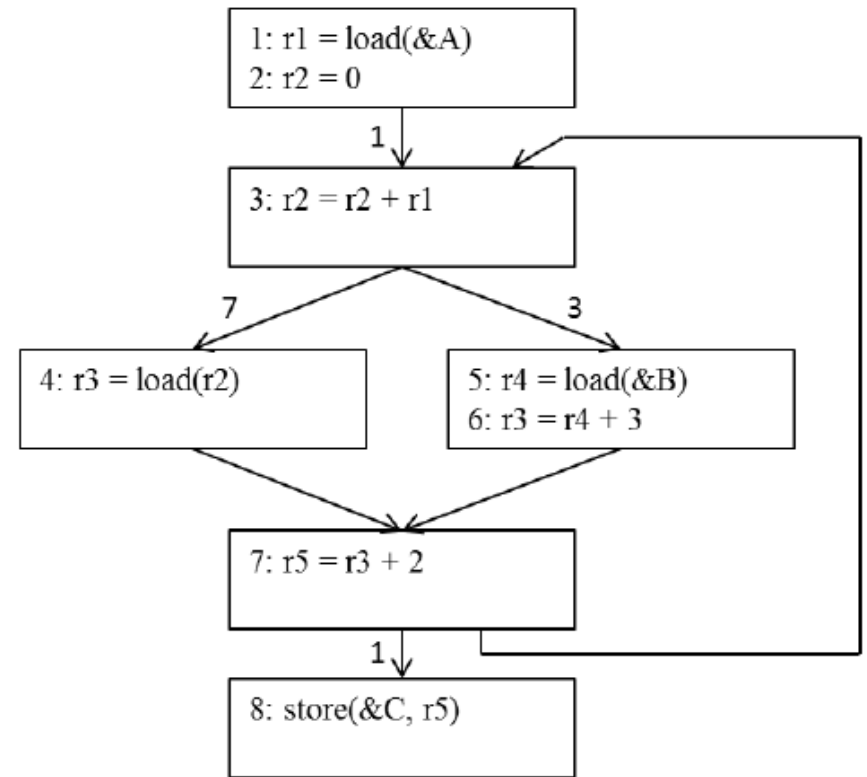 1: r1 = load(&A)
2: r2 = 0
1
3: r2 = r2 + r1
7
3
4: r3 = load(r2)
5: r4 = load(&B)
6: r3 = r4 + 3
7: r5 = r3 + 2
1
8: store(&C, r5)